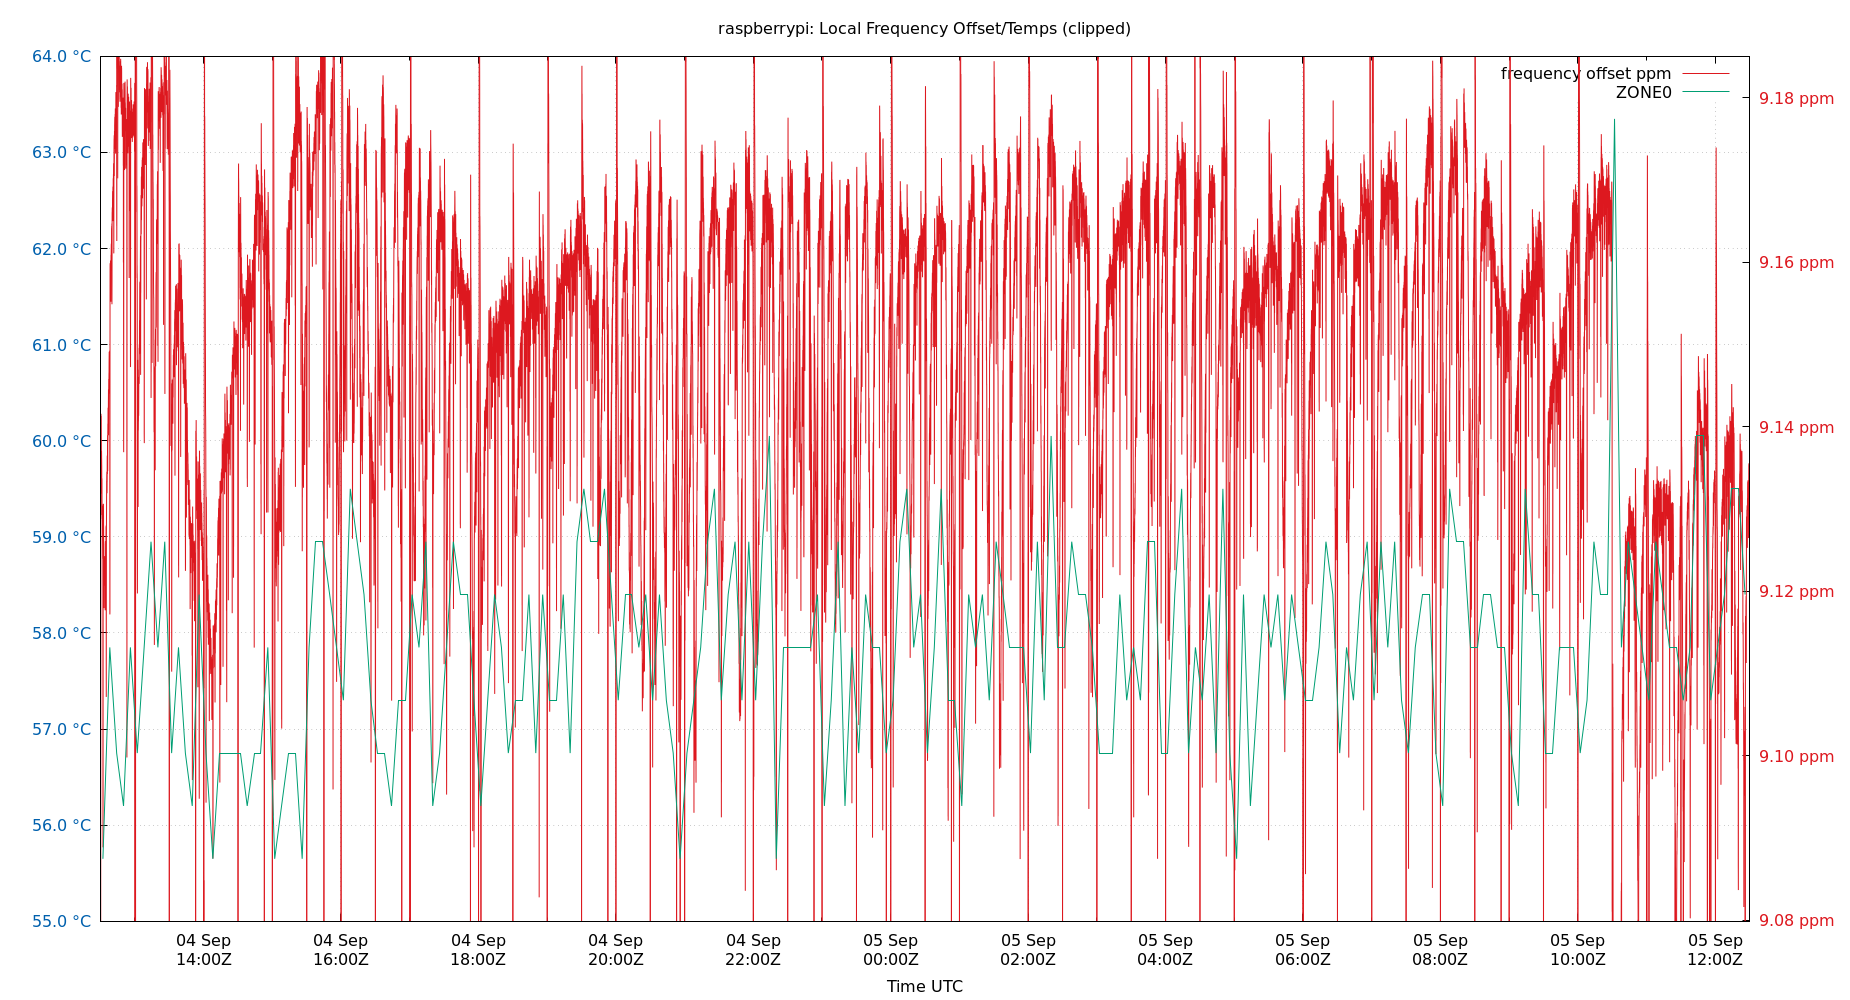 raspberrypi: Local Frequency Offset/Temps (clipped)
64.0 °C
63.0 °C
62.0 °C
61.0 °C
60.0 °C
59.0 °C
58.0 °C
57.0 °C
56.0 °C
55.0 °C
frequency offset ppm
ZONE0
9.18 ppm
9.16 ppm
9.14 ppm
9.12 ppm
9.10 ppm
9.08 ppm
04 Sep
14:00Z
04 Sep
16:00Z
04 Sep
18:00Z
04 Sep
20:00Z
04 Sep
22:00Z
05 Sep
00:00Z
05 Sep
02:00Z
05 Sep
04:00Z
05 Sep
06:00Z
05 Sep
08:00Z
05 Sep
10:00Z
05 Sep
12:00Z
Time UTC